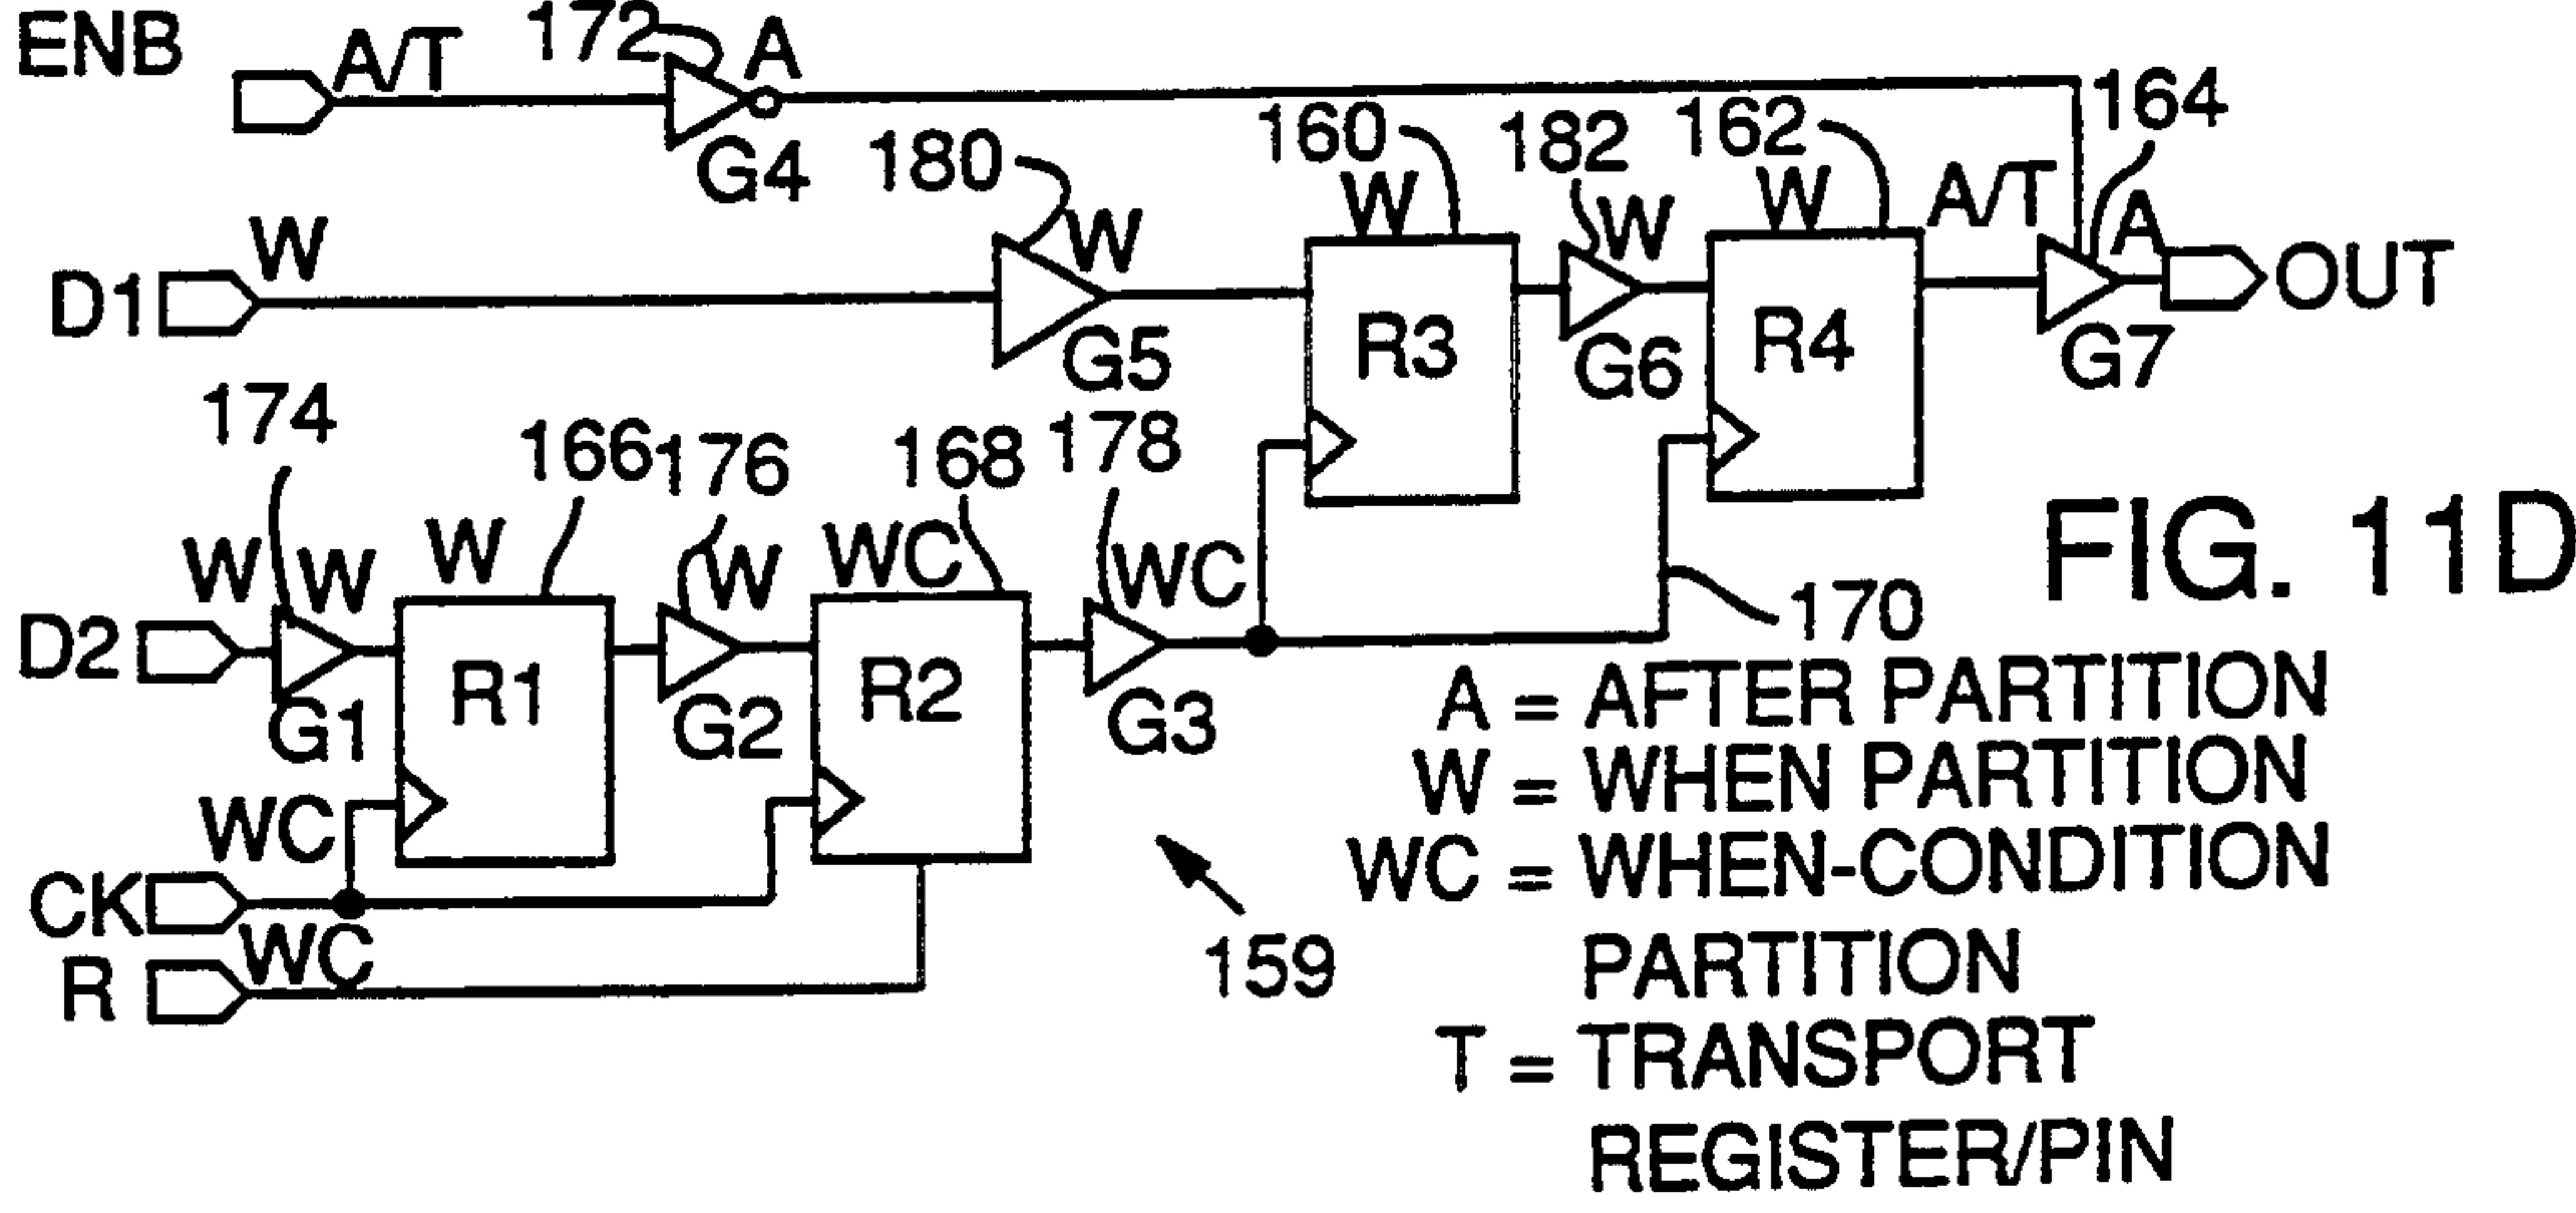 ENB A/T 172 A
G4
D1 W 180 W G5 160 W R3 182 W G6 162 W R4 A/T 164 A G7 OUT
D2 W 174 W G1 166 W R1 176 W G2 168 WC R2 178 WC G3
170
CK WC
R WC
159
FIG. 11D
A = AFTER PARTITION
W = WHEN PARTITION
WC = WHEN-CONDITION
PARTITION
T = TRANSPORT
REGISTER/PIN